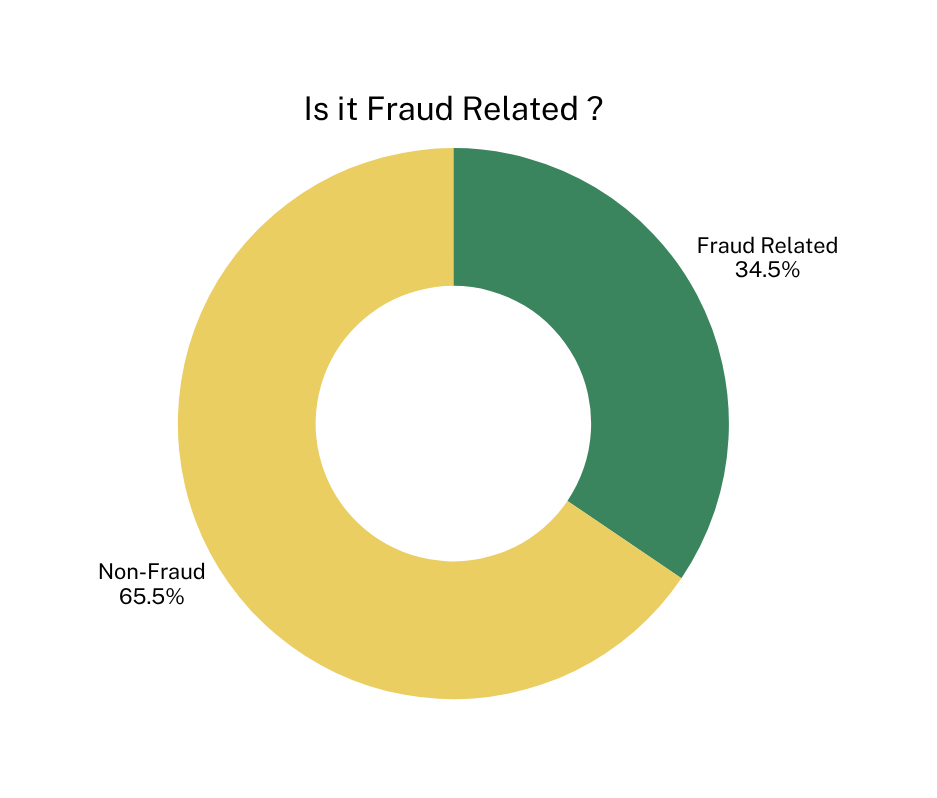 Is it Fraud Related ?
Fraud Related
34.5%
Non-Fraud
65.5%